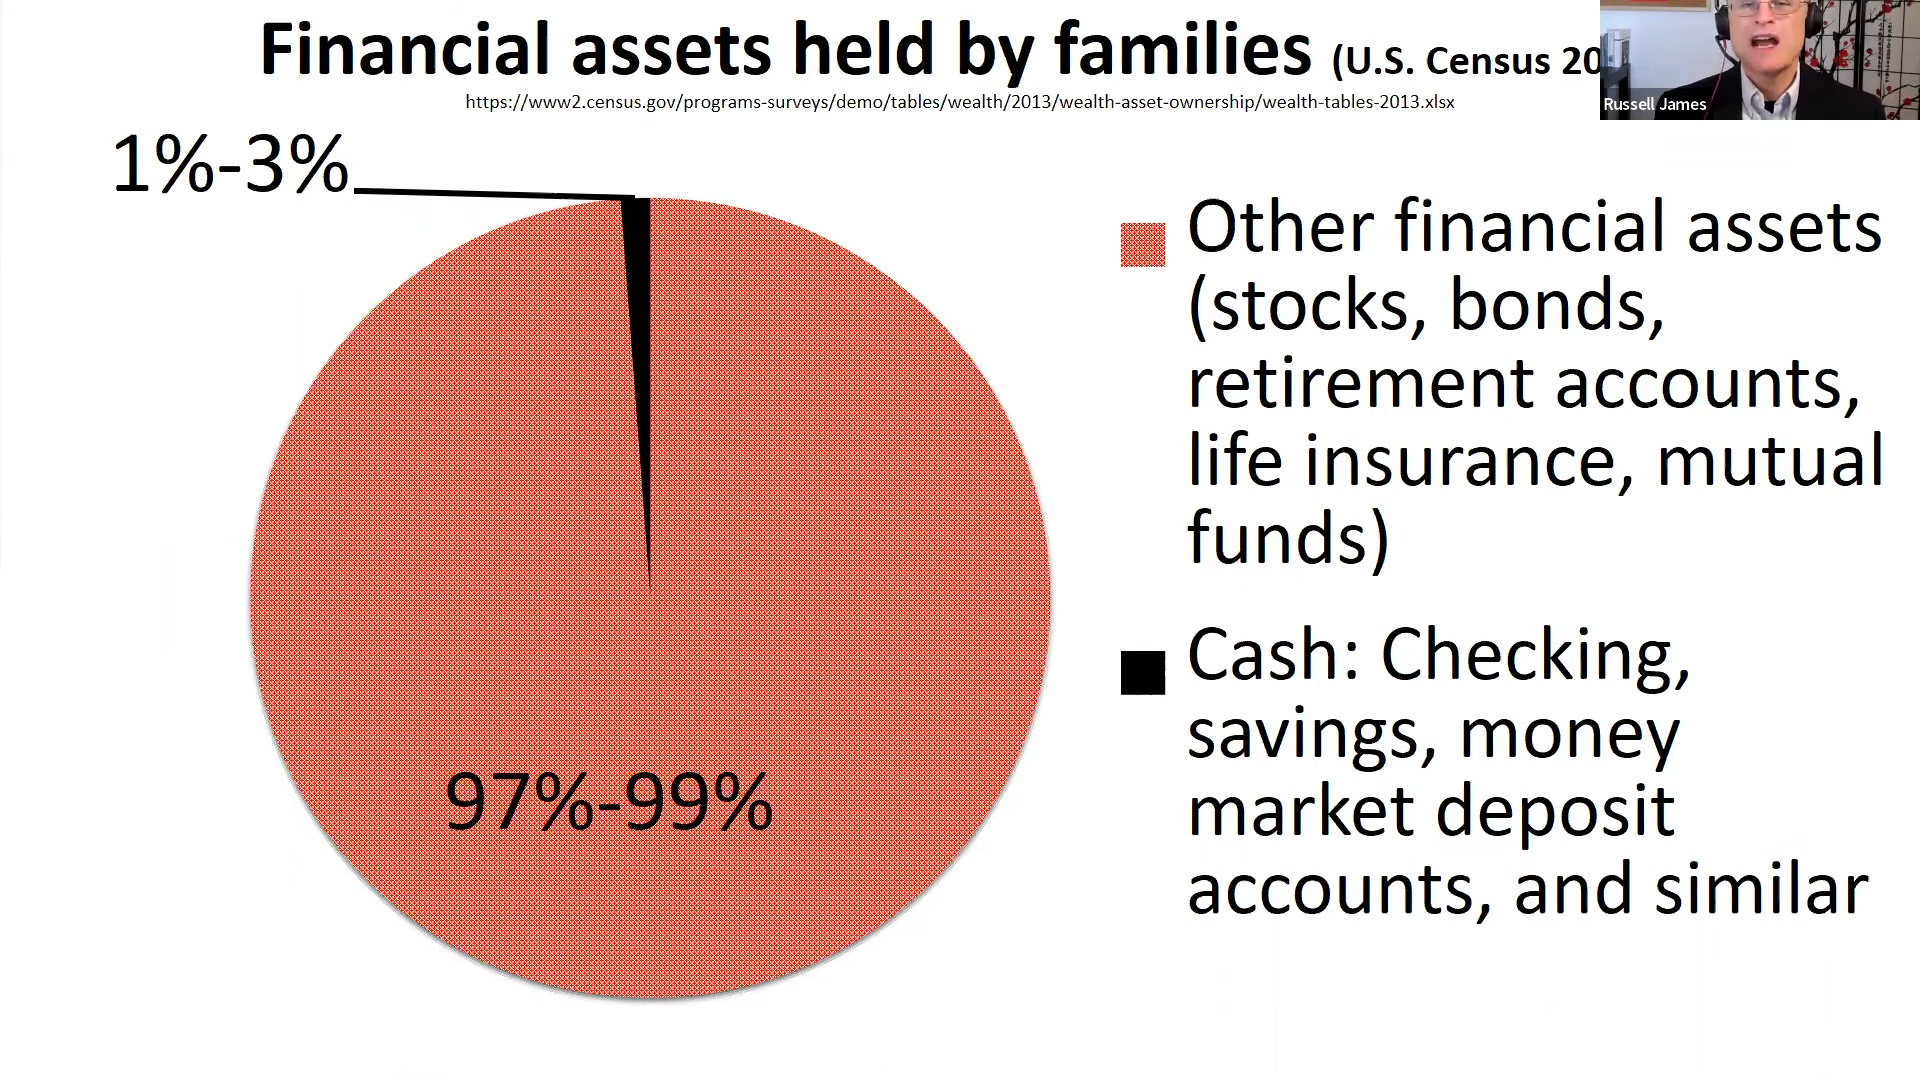 Financial assets held by families (U.S. Census 20
https://www2.census.gov/programs-surveys/demo/tables/wealth/2013/wealth-asset-ownership/wealth-tables-2013.xlsx
Russell James
1%-3%
Other financial assets
(stocks, bonds,
retirement accounts,
life insurance, mutual
funds)
Cash: Checking,
savings, money
market deposit
accounts, and similar
97%-99%